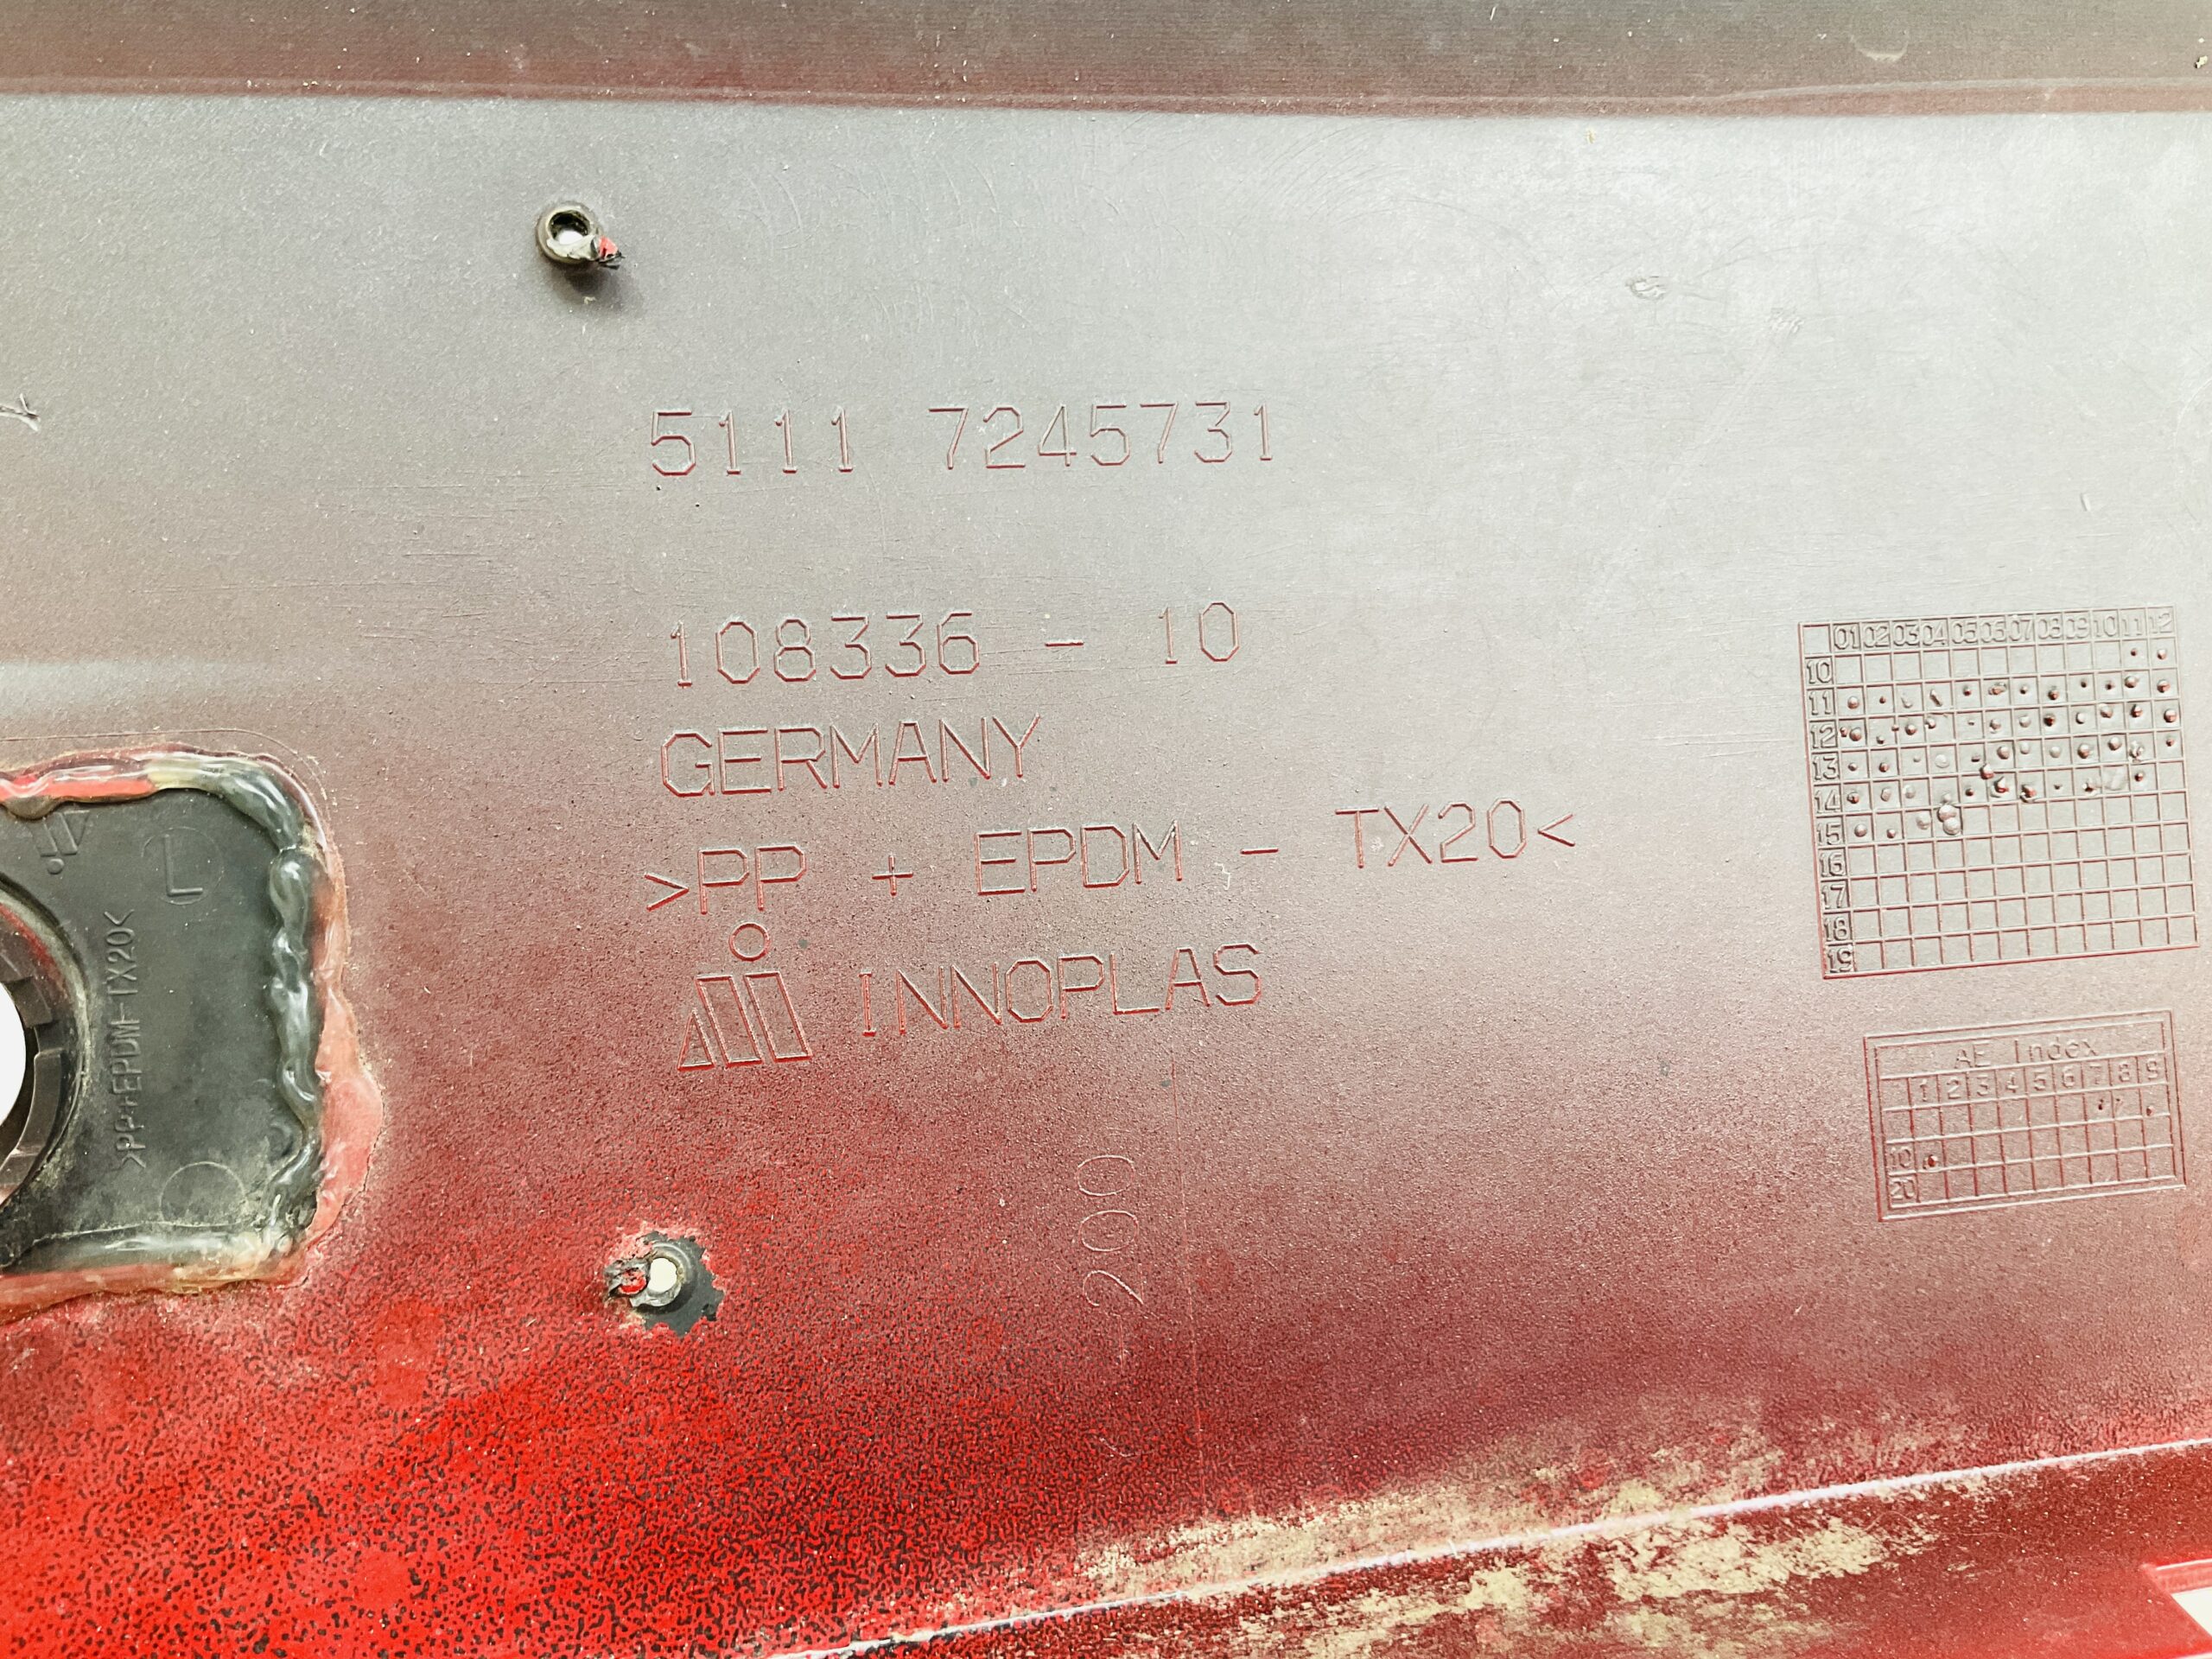 5111 7245731
108336 - 10
GERMANY
>PP + EPDM - TX20<
INNOPLAS
200
L
>PP+EPDM-TX20<
01 02 03 04 05 06 07 08 09 10 11 12
10
11
12
13
14
15
16
17
18
19
AE Index
1 2 3 4 5 6 7 8 9
10
20